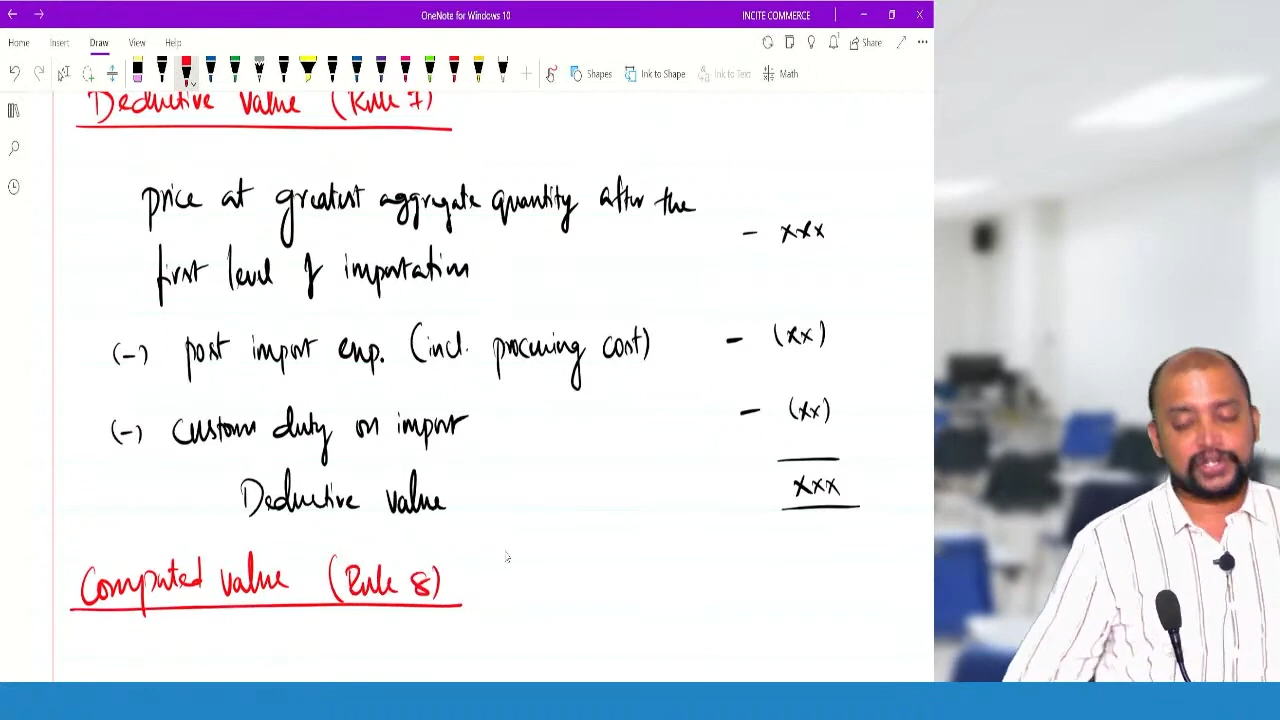 OneNote for Windows 10
INCITE COMMERCE
Home Insert Draw View Help
Share
Shapes Ink to Shape Ink to Text Math
Deductive Value (Rule 7)
price at greatest aggregate quantity after the
first level of importation
- xxx
(-) post import exp. (incl. procuring cost) - (xx)
(-) custom duty on import - (xx)
Deductive value xxx
Computed value (Rule 8)